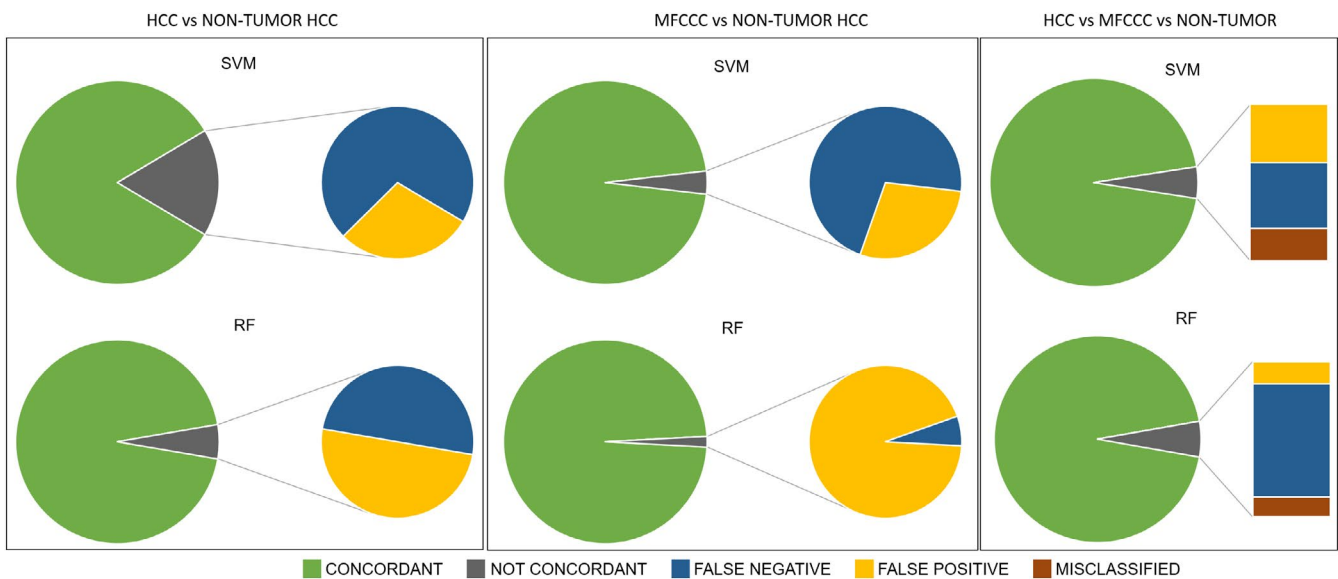 HCC vs NON-TUMOR HCC
MFCCC vs NON-TUMOR HCC
HCC vs MFCCC vs NON-TUMOR
SVM
SVM
SVM
RF
RF
RF
CONCORDANT
NOT CONCORDANT
FALSE NEGATIVE
FALSE POSITIVE
MISCLASSIFIED